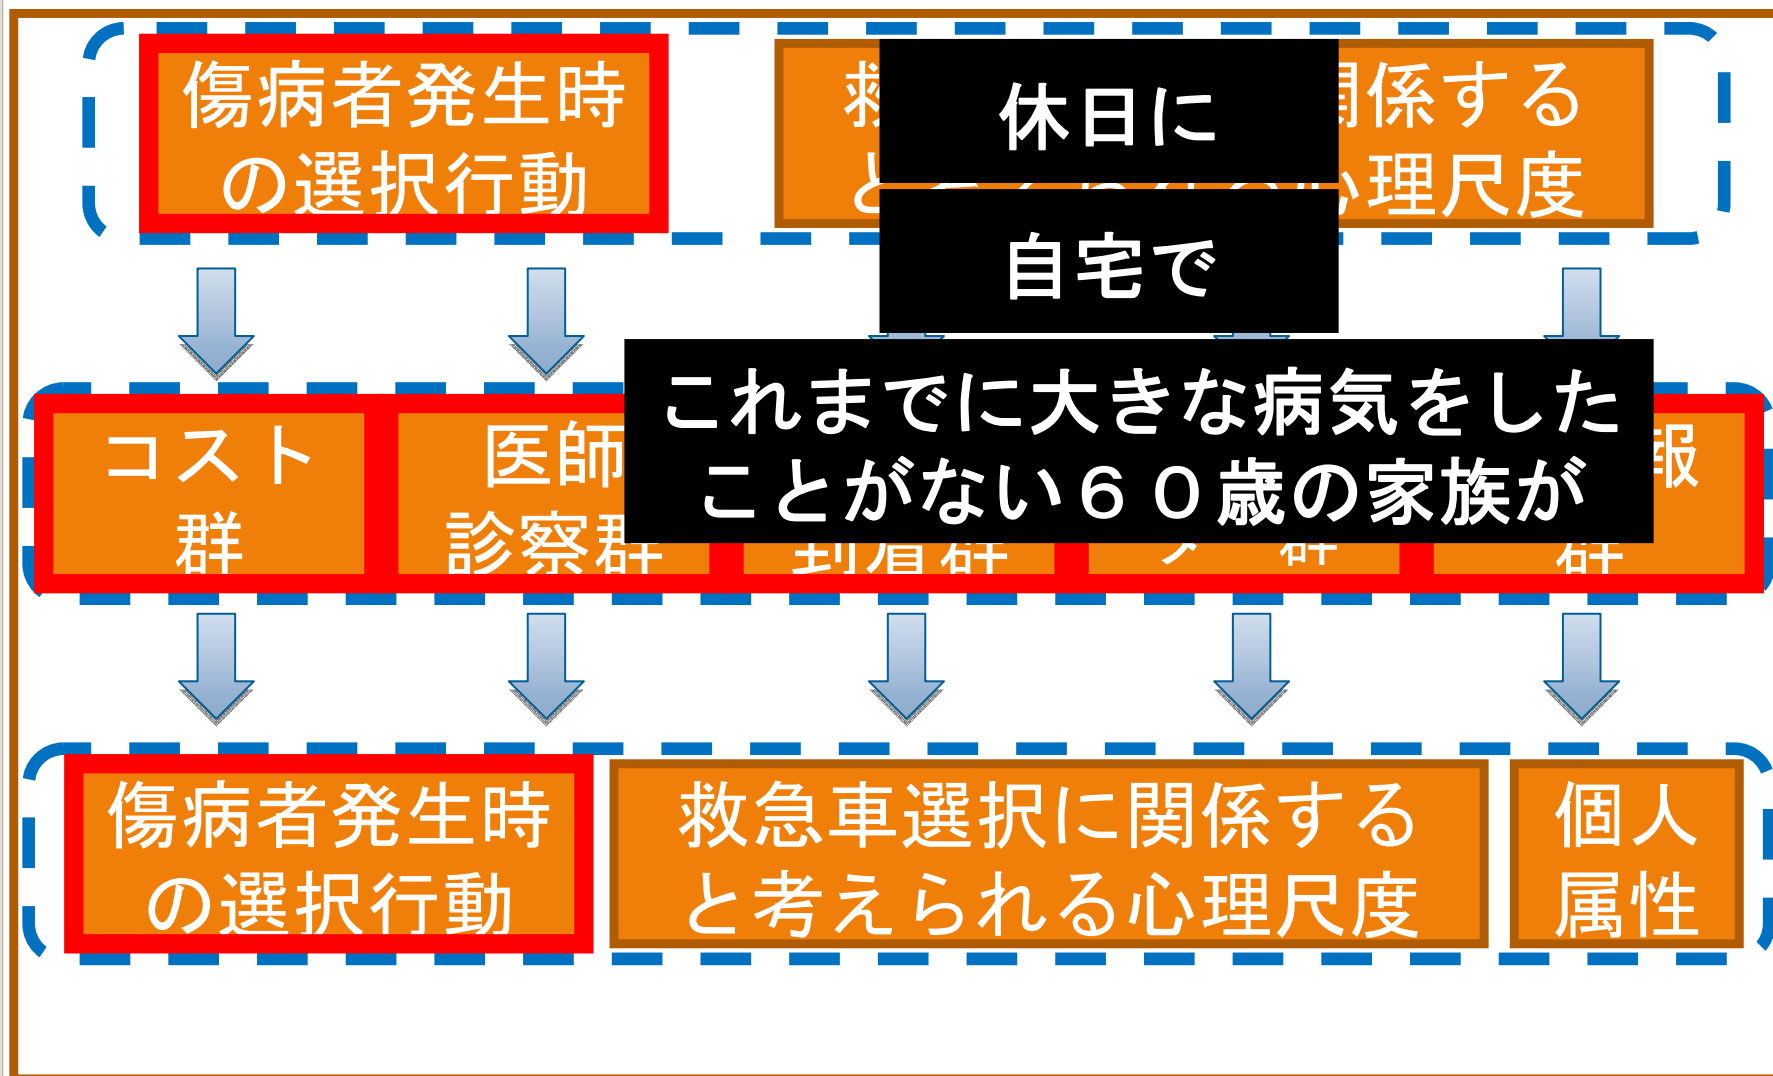 傷病者発生時
の選択行動
関係する
心理尺度
休日に
自宅で
これまでに大きな病気をした
ことがない６０歳の家族が
コスト
群
医師
診察群
到着群
群
報
群
傷病者発生時
の選択行動
救急車選択に関係する
と考えられる心理尺度
個人
属性